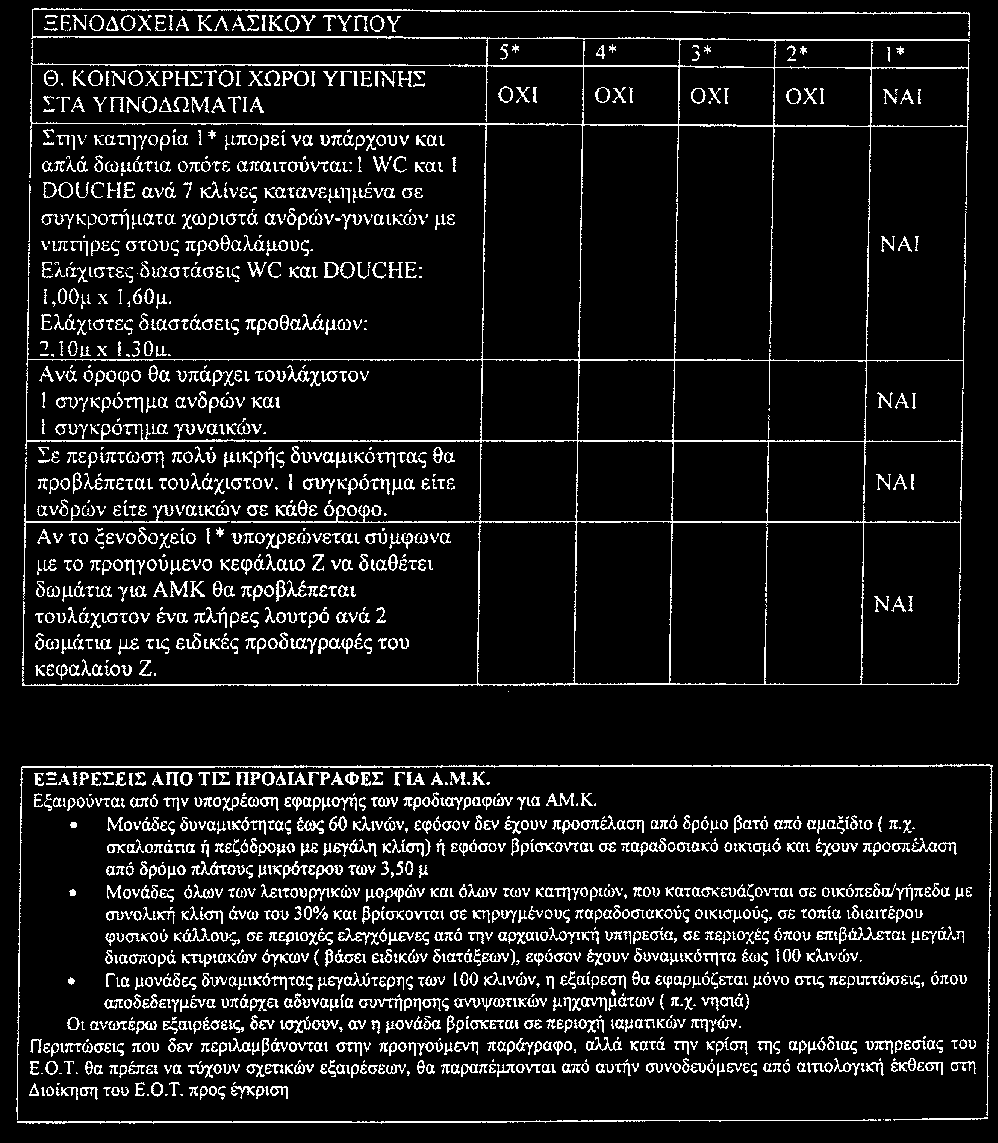 ΞΕΝΟΔΟΧΕΙΑ ΚΛΑΣΙΚΟΥ ΤΥΠΟΥ
5* 4* 3* 2* 1*
Θ. ΚΟΙΝΟΧΡΗΣΤΟΙ ΧΩΡΟΙ ΥΓΙΕΙΝΗΣ
ΣΤΑ ΥΠΝΟΔΩΜΑΤΙΑ
ΟΧΙ ΟΧΙ ΟΧΙ ΟΧΙ ΝΑΙ
Στην κατηγορία 1* μπορεί να υπάρχουν και
απλά δωμάτια οπότε απαιτούνται: 1 WC και 1
DOUCHE ανά 7 κλίνες κατανεμημένα σε
συγκροτήματα χωριστά ανδρών-γυναικών με
νιπτήρες στους προθαλάμους.
Ελάχιστες διαστάσεις WC και DOUCHE:
1,00μ x 1,60μ.
Ελάχιστες διαστάσεις προθαλάμων:
2,10μ x 1,30μ.
ΝΑΙ
Ανά όροφο θα υπάρχει τουλάχιστον
1 συγκρότημα ανδρών και
1 συγκρότημα γυναικών.
ΝΑΙ
Σε περίπτωση πολύ μικρής δυναμικότητας θα
προβλέπεται τουλάχιστον. 1 συγκρότημα είτε
ανδρών είτε γυναικών σε κάθε όροφο.
ΝΑΙ
Αν το ξενοδοχείο 1* υποχρεώνεται σύμφωνα
με το προηγούμενο κεφάλαιο Ζ να διαθέτει
δωμάτια για ΑΜΚ θα προβλέπεται
τουλάχιστον ένα πλήρες λουτρό ανά 2
δωμάτια με τις ειδικές προδιαγραφές του
κεφαλαίου Ζ.
ΝΑΙ
ΕΞΑΙΡΕΣΕΙΣ ΑΠΟ ΤΙΣ ΠΡΟΔΙΑΓΡΑΦΕΣ ΓΙΑ Α.Μ.Κ.
Εξαιρούνται από την υποχρέωση εφαρμογής των προδιαγραφών για ΑΜ.Κ.
• Μονάδες δυναμικότητας έως 60 κλινών, εφόσον δεν έχουν προσπέλαση από δρόμο βατό από αμαξίδιο ( π.χ.
σκαλοπάτια ή πεζόδρομο με μεγάλη κλίση) ή εφόσον βρίσκονται σε παραδοσιακό οικισμό και έχουν προσπέλαση
από δρόμο πλάτους μικρότερου των 3,50 μ
• Μονάδες όλων των λειτουργικών μορφών και όλων των κατηγοριών, που κατασκευάζονται σε οικόπεδα/γήπεδα με
συνολική κλίση άνω του 30% και βρίσκονται σε κηρυγμένους παραδοσιακούς οικισμούς, σε τοπία ιδιαιτέρου
φυσικού κάλλους, σε περιοχές ελεγχόμενες από την αρχαιολογική υπηρεσία, σε περιοχές όπου επιβάλλεται μεγάλη
διασπορά κτιριακών όγκων ( βάσει ειδικών διατάξεων), εφόσον έχουν δυναμικότητα έως 100 κλινών.
• Για μονάδες δυναμικότητας μεγαλύτερης των 100 κλινών, η εξαίρεση θα εφαρμόζεται μόνο στις περιπτώσεις, όπου
αποδεδειγμένα υπάρχει αδυναμία συντήρησης ανυψωτικών μηχανημάτων ( π.χ. νησιά)
Οι ανωτέρω εξαιρέσεις, δεν ισχύουν, αν η μονάδα βρίσκεται σε περιοχή ιαματικών πηγών.
Περιπτώσεις που δεν περιλαμβάνονται στην προηγούμενη παράγραφο, αλλά κατά την κρίση της αρμόδιας υπηρεσίας του
Ε.Ο.Τ. θα πρέπει να τύχουν σχετικών εξαιρέσεων, θα παραπέμπονται από αυτήν συνοδευόμενες από αιτιολογική έκθεση στη
Διοίκηση του Ε.Ο.Τ. προς έγκριση